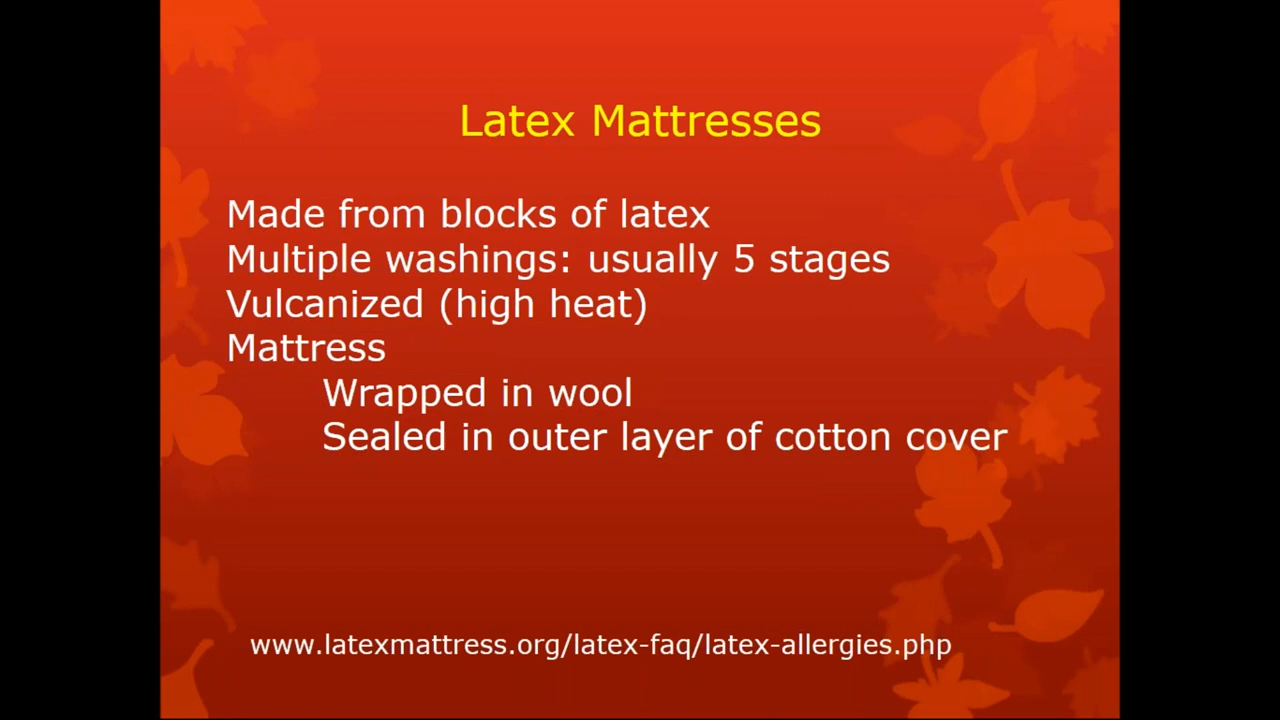 Latex Mattresses
Made from blocks of latex
Multiple washings: usually 5 stages
Vulcanized (high heat)
Mattress
Wrapped in wool
Sealed in outer layer of cotton cover
www.latexmattress.org/latex-faq/latex-allergies.php